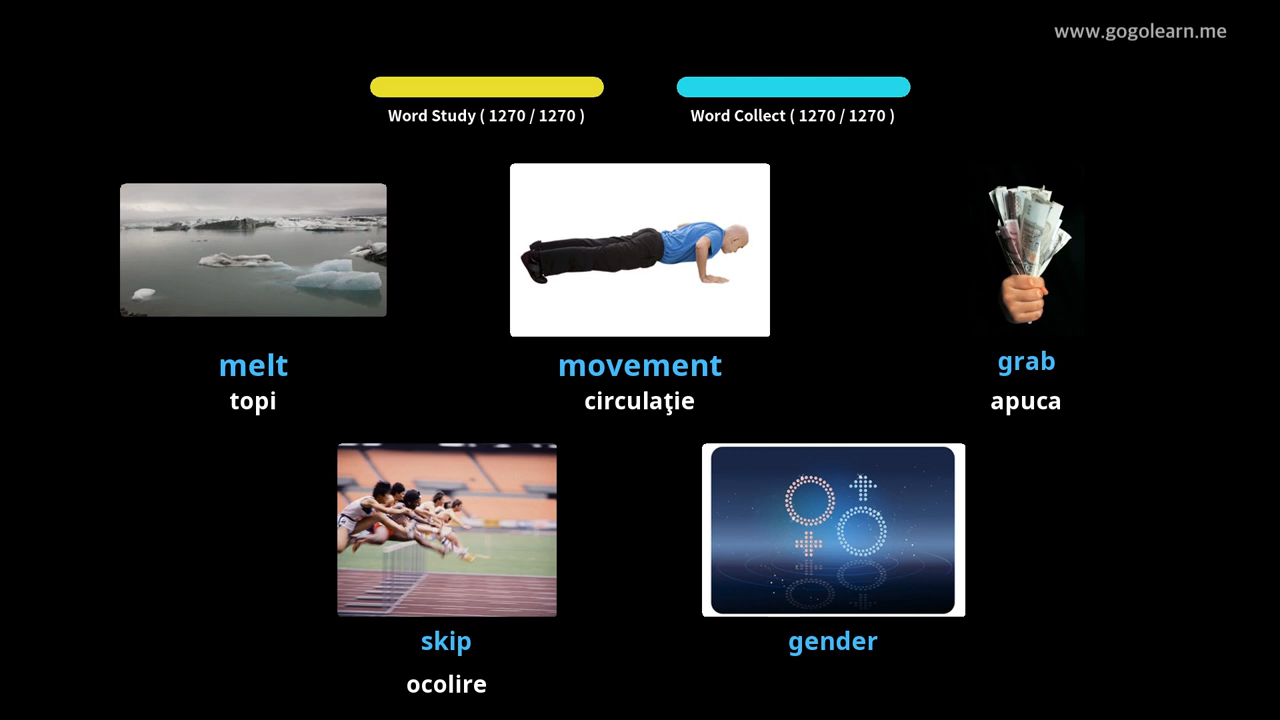 www.gogolearn.me
Word Study ( 1270 / 1270 )
Word Collect ( 1270 / 1270 )
melt
topi
movement
circulaţie
grab
apuca
skip
ocolire
gender